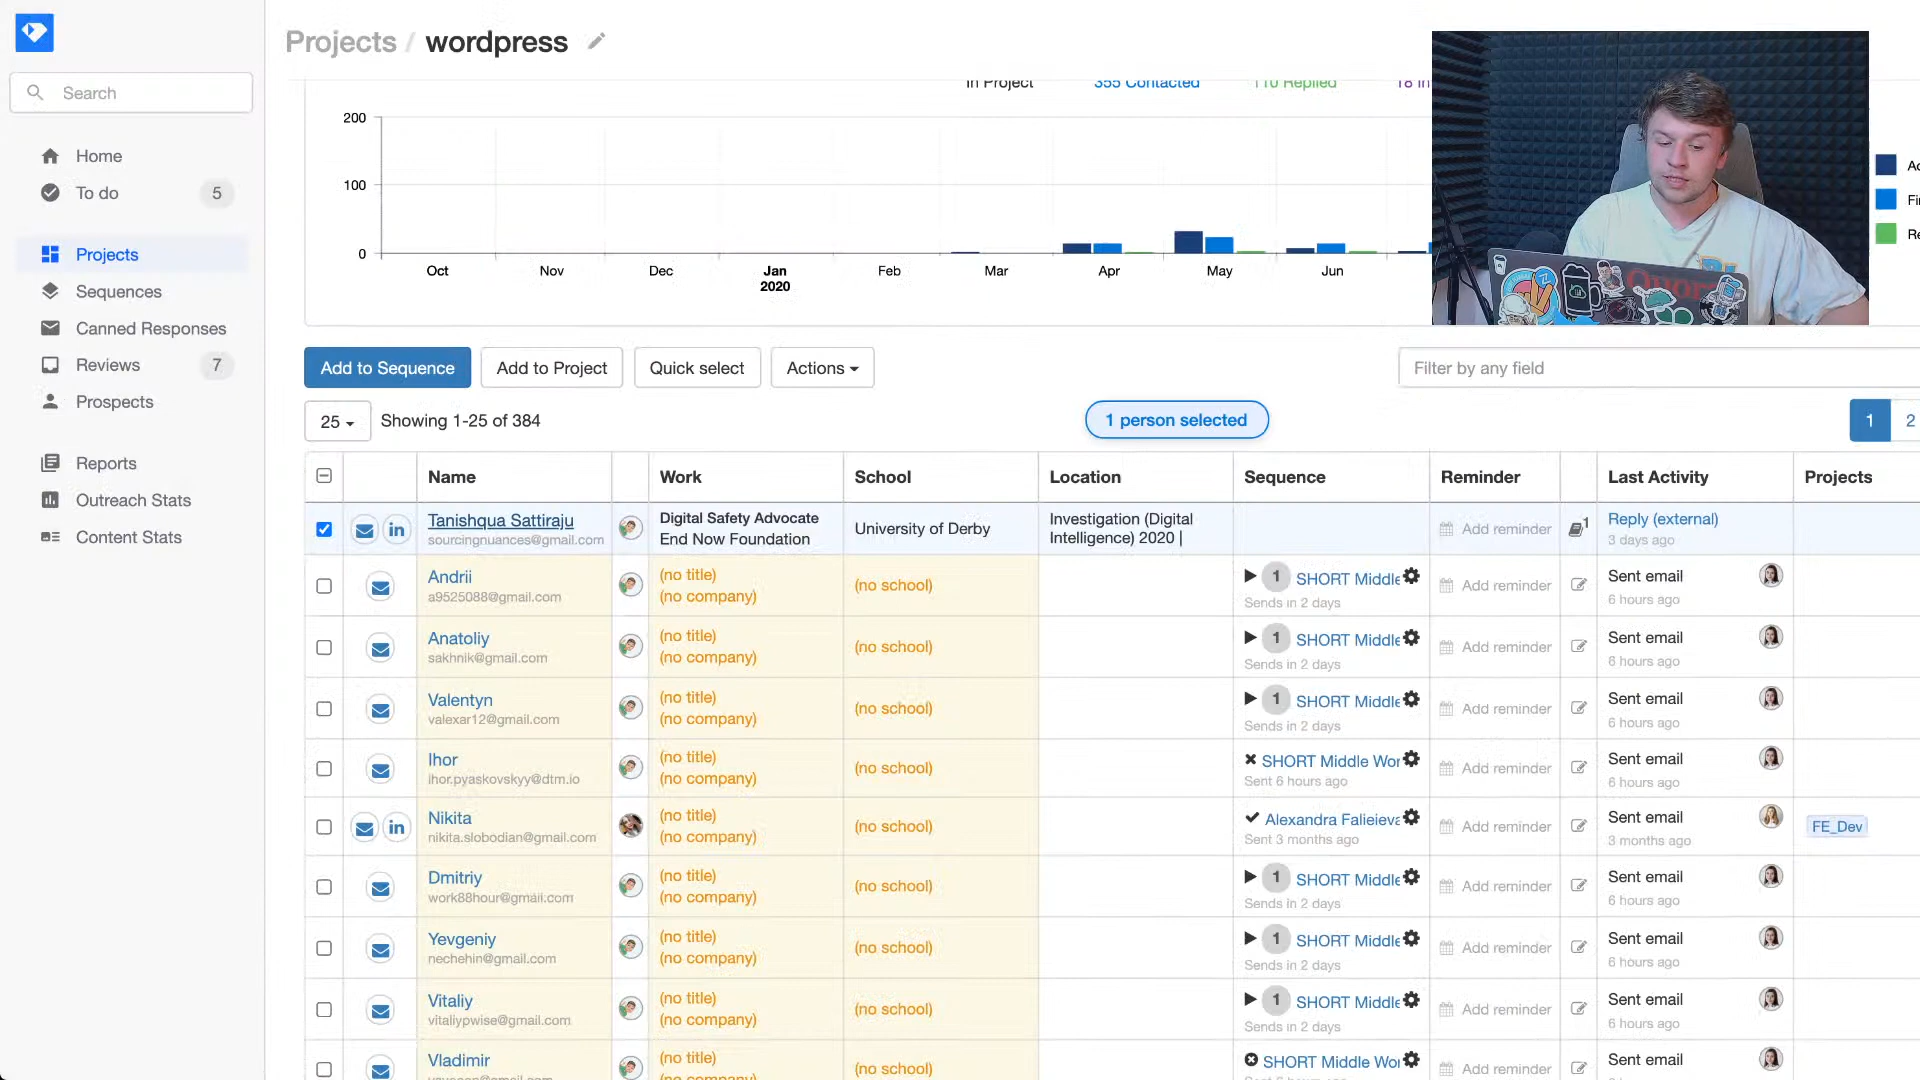 Projects / wordpress
Search
Home
To do 5
Projects
Sequences
Canned Responses
Reviews 7
Prospects
Reports
Outreach Stats
Content Stats
In Project 355 Contacted 110 Replied 18 In
200
100
0
Oct Nov Dec Jan Feb Mar Apr May Jun
2020
Ac
Fi
Re
Add to Sequence Add to Project Quick select Actions
Filter by any field
25 Showing 1-25 of 384
1 person selected
1 2
Name Work School Location Sequence Reminder Last Activity Projects
Tanishqua Sattiraju
sourcingnuances@gmail.com
Digital Safety Advocate
End Now Foundation
University of Derby
Investigation (Digital
Intelligence) 2020 |
Add reminder
1
Reply (external)
3 days ago
Andrii
a9525088@gmail.com
(no title)
(no company)
(no school)
1 SHORT Middle
Sends in 2 days
Add reminder
Sent email
6 hours ago
Anatoliy
sakhnik@gmail.com
(no title)
(no company)
(no school)
1 SHORT Middle
Sends in 2 days
Add reminder
Sent email
6 hours ago
Valentyn
valexar12@gmail.com
(no title)
(no company)
(no school)
1 SHORT Middle
Sends in 2 days
Add reminder
Sent email
6 hours ago
Ihor
ihor.pyaskovskyy@dtm.io
(no title)
(no company)
(no school)
SHORT Middle Wor
Sent 6 hours ago
Add reminder
Sent email
6 hours ago
Nikita
nikita.slobodian@gmail.com
(no title)
(no company)
(no school)
Alexandra Falieieva
Sent 3 months ago
Add reminder
Sent email
3 months ago
FE_Dev
Dmitriy
work88hour@gmail.com
(no title)
(no company)
(no school)
1 SHORT Middle
Sends in 2 days
Add reminder
Sent email
6 hours ago
Yevgeniy
nechehin@gmail.com
(no title)
(no company)
(no school)
1 SHORT Middle
Sends in 2 days
Add reminder
Sent email
6 hours ago
Vitaliy
vitaliypwise@gmail.com
(no title)
(no company)
(no school)
1 SHORT Middle
Sends in 2 days
Add reminder
Sent email
6 hours ago
Vladimir
(no title)
(no company)
(no school)
SHORT Middle Wor
Add reminder
Sent email